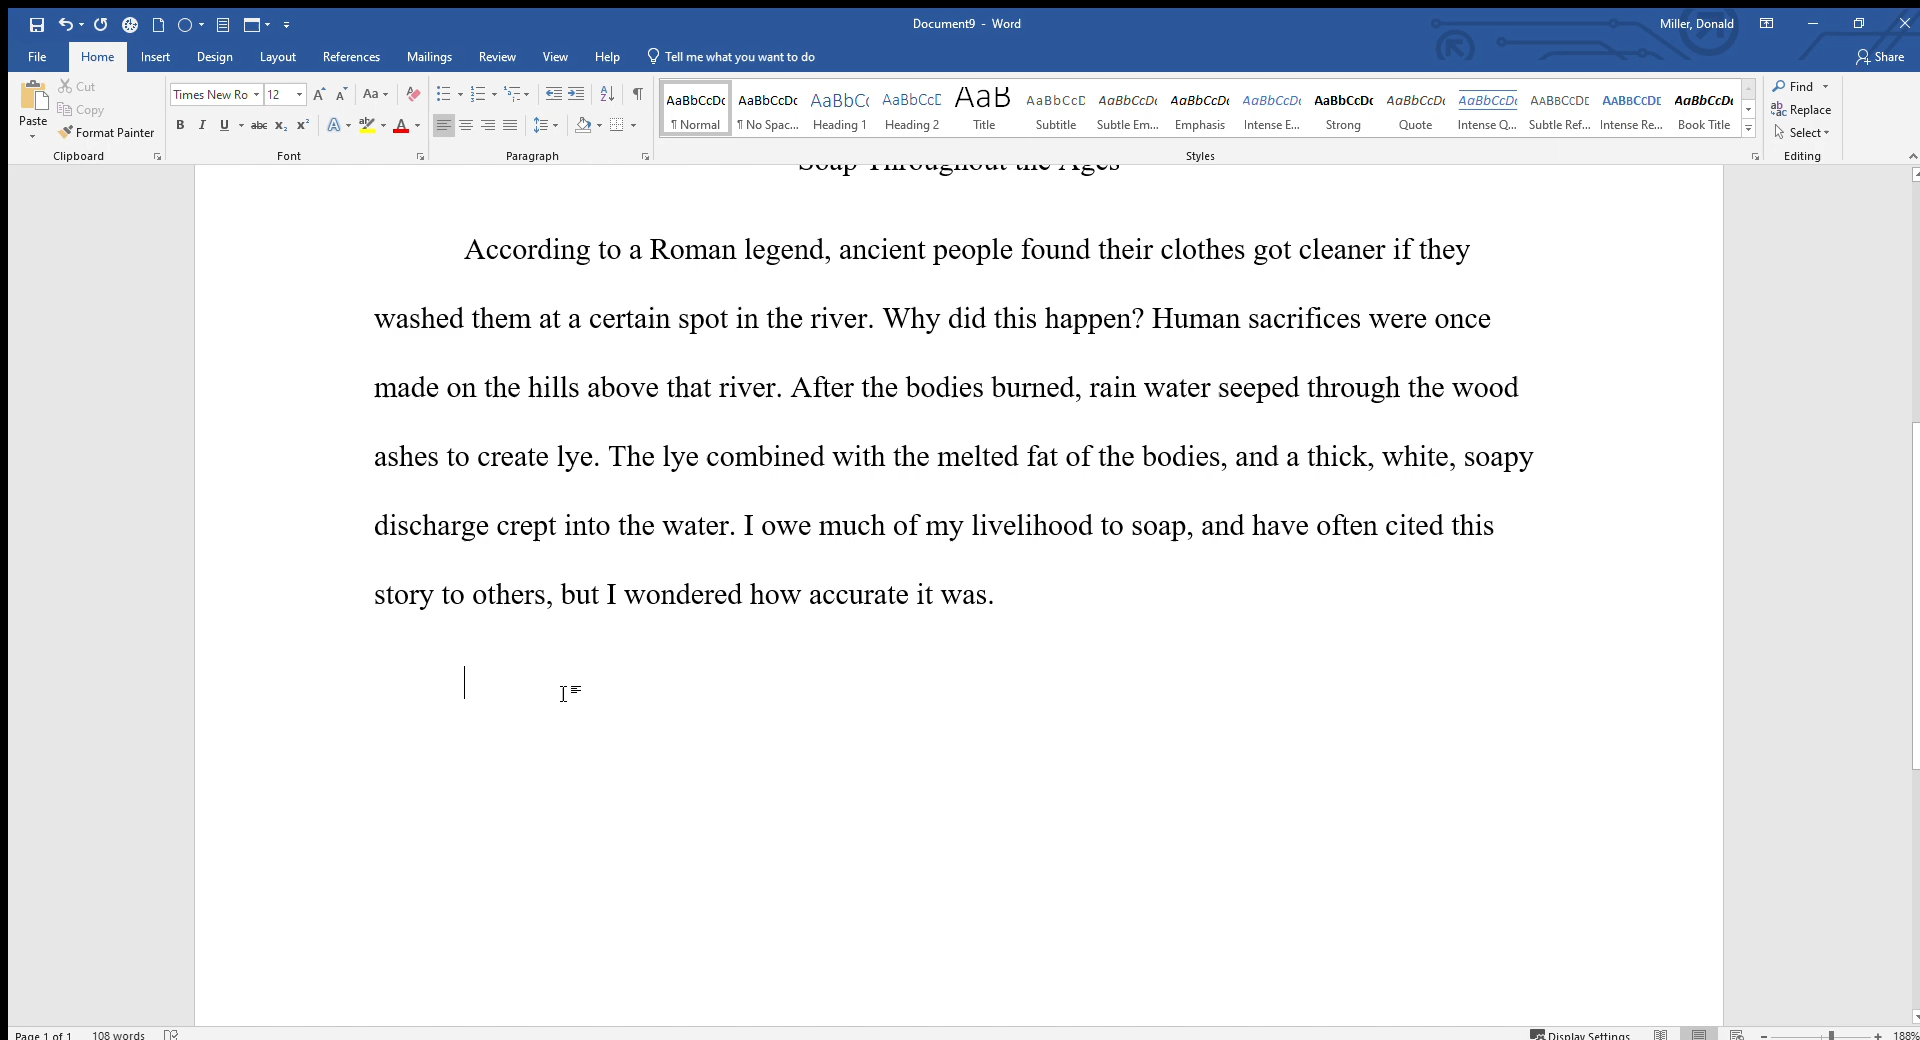 Document9 - Word
Miller, Donald
File Home Insert Design Layout References Mailings Review View Help Tell me what you want to do Share
Cut
Copy
Paste
Format Painter
Clipboard
Times New Ro 12
Font
Paragraph
AaBbCcDc AaBbCcDc AaBbC AaBbCcE AaB AaBbCcD AaBbCcDc AaBbCcDc AaBbCcDc AaBbCcDc AaBbCcDc AaBbCcDc AABBCCDE AABBCCDE AaBbCcDc
¶ Normal ¶ No Spac... Heading 1 Heading 2 Title Subtitle Subtle Em... Emphasis Intense E... Strong Quote Intense Q... Subtle Ref... Intense Re... Book Title
Styles
Find
Replace
Select
Editing
Soap Throughout the Ages
According to a Roman legend, ancient people found their clothes got cleaner if they
washed them at a certain spot in the river. Why did this happen? Human sacrifices were once
made on the hills above that river. After the bodies burned, rain water seeped through the wood
ashes to create lye. The lye combined with the melted fat of the bodies, and a thick, white, soapy
discharge crept into the water. I owe much of my livelihood to soap, and have often cited this
story to others, but I wondered how accurate it was.
Page 1 of 1 108 words Display Settings 188%